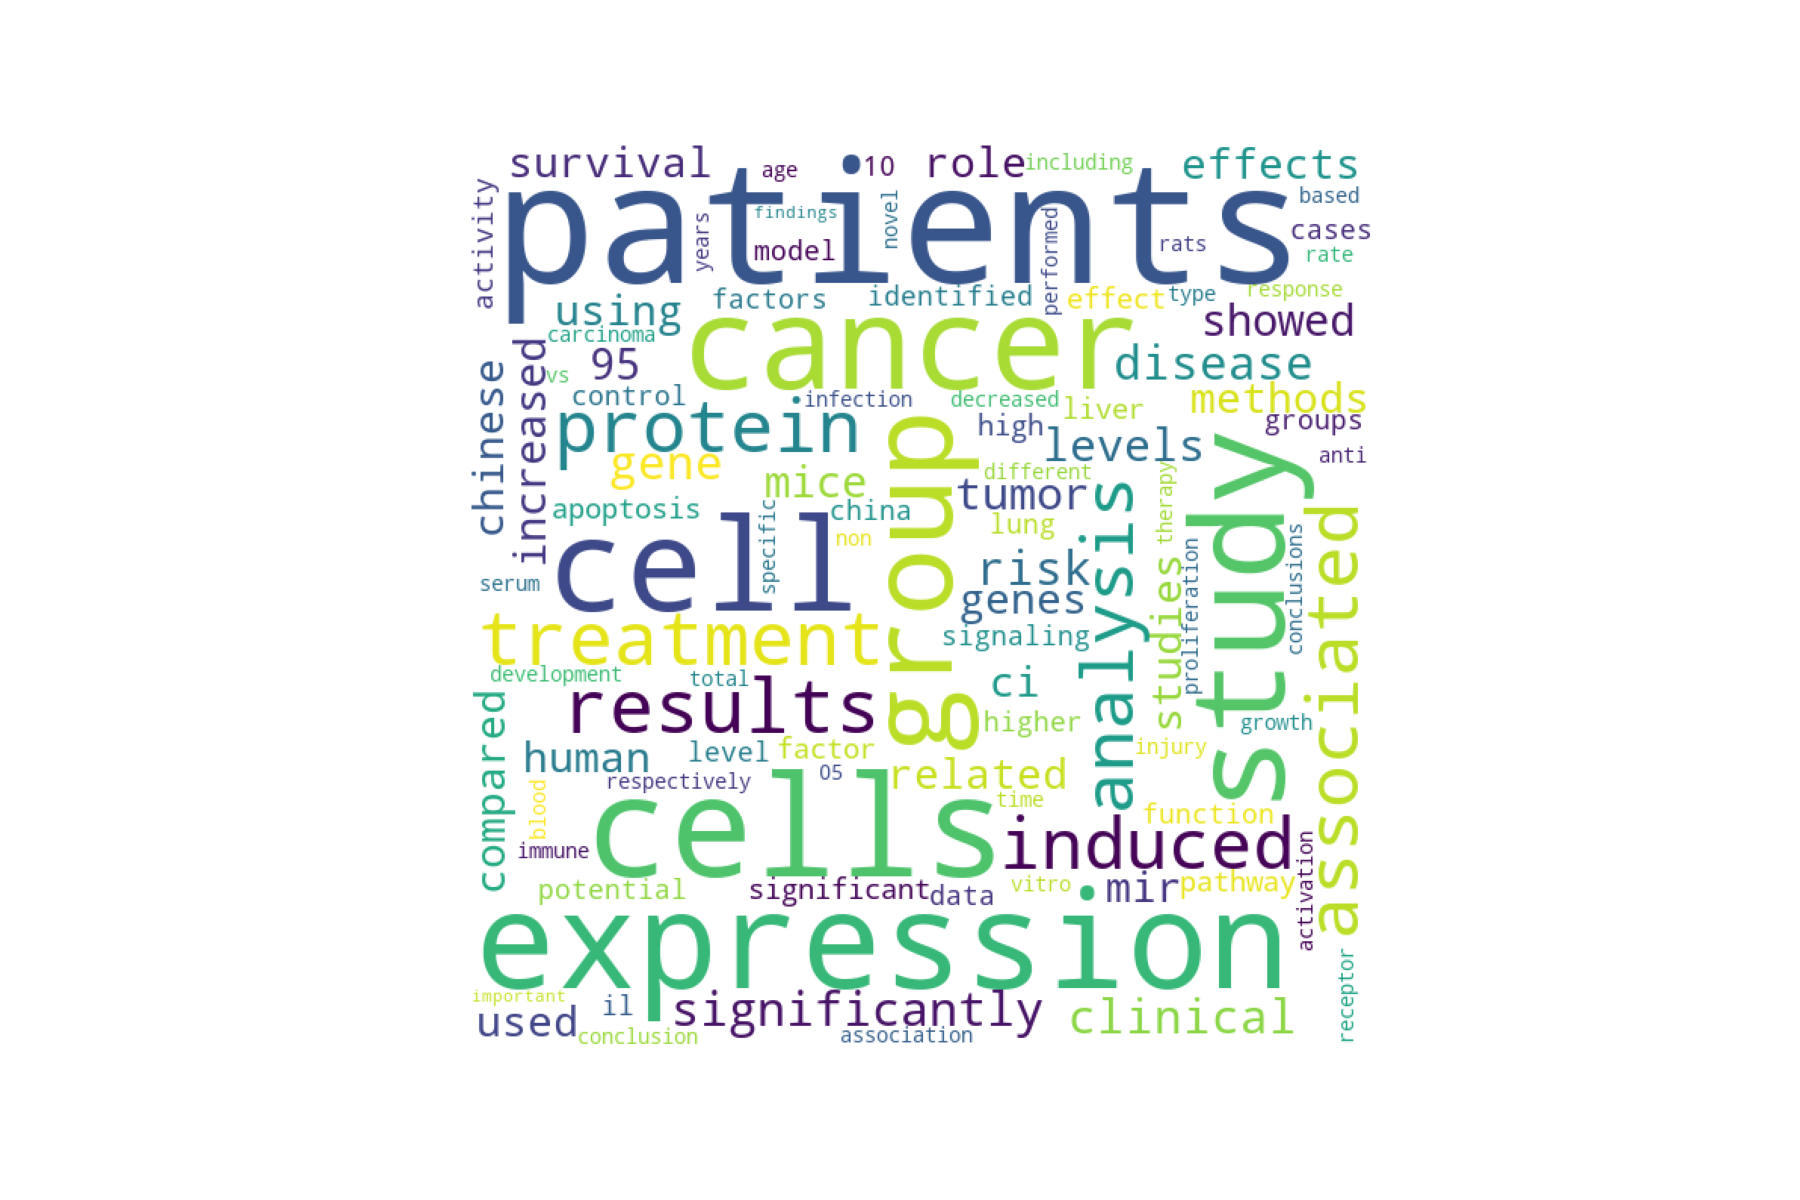 survival
age
10
role
including
effects
patients
activity
years
findings
model
novel
performed
rats
based
cases
rate
using
factors
identified
effect
type
response
carcinoma
cancer
showed
vs
95
disease
increased
chinese
control
infection
decreased
liver
methods
protein
high
levels
groups
anti
gene
mice
group
different
tumor
therapy
study
apoptosis
specific
china
non
lung
analysis
cell
serum
risk
genes
signaling
studies
proliferation
conclusions
associated
treatment
development
total
results
ci
higher
growth
compared
human
level
factor
injury
respectively
05
related
time
blood
immune
cells
induced
function
activation
potential
significant
data
vitro
mir
pathway
expression
receptor
important
used
il
significantly
clinical
conclusion
association